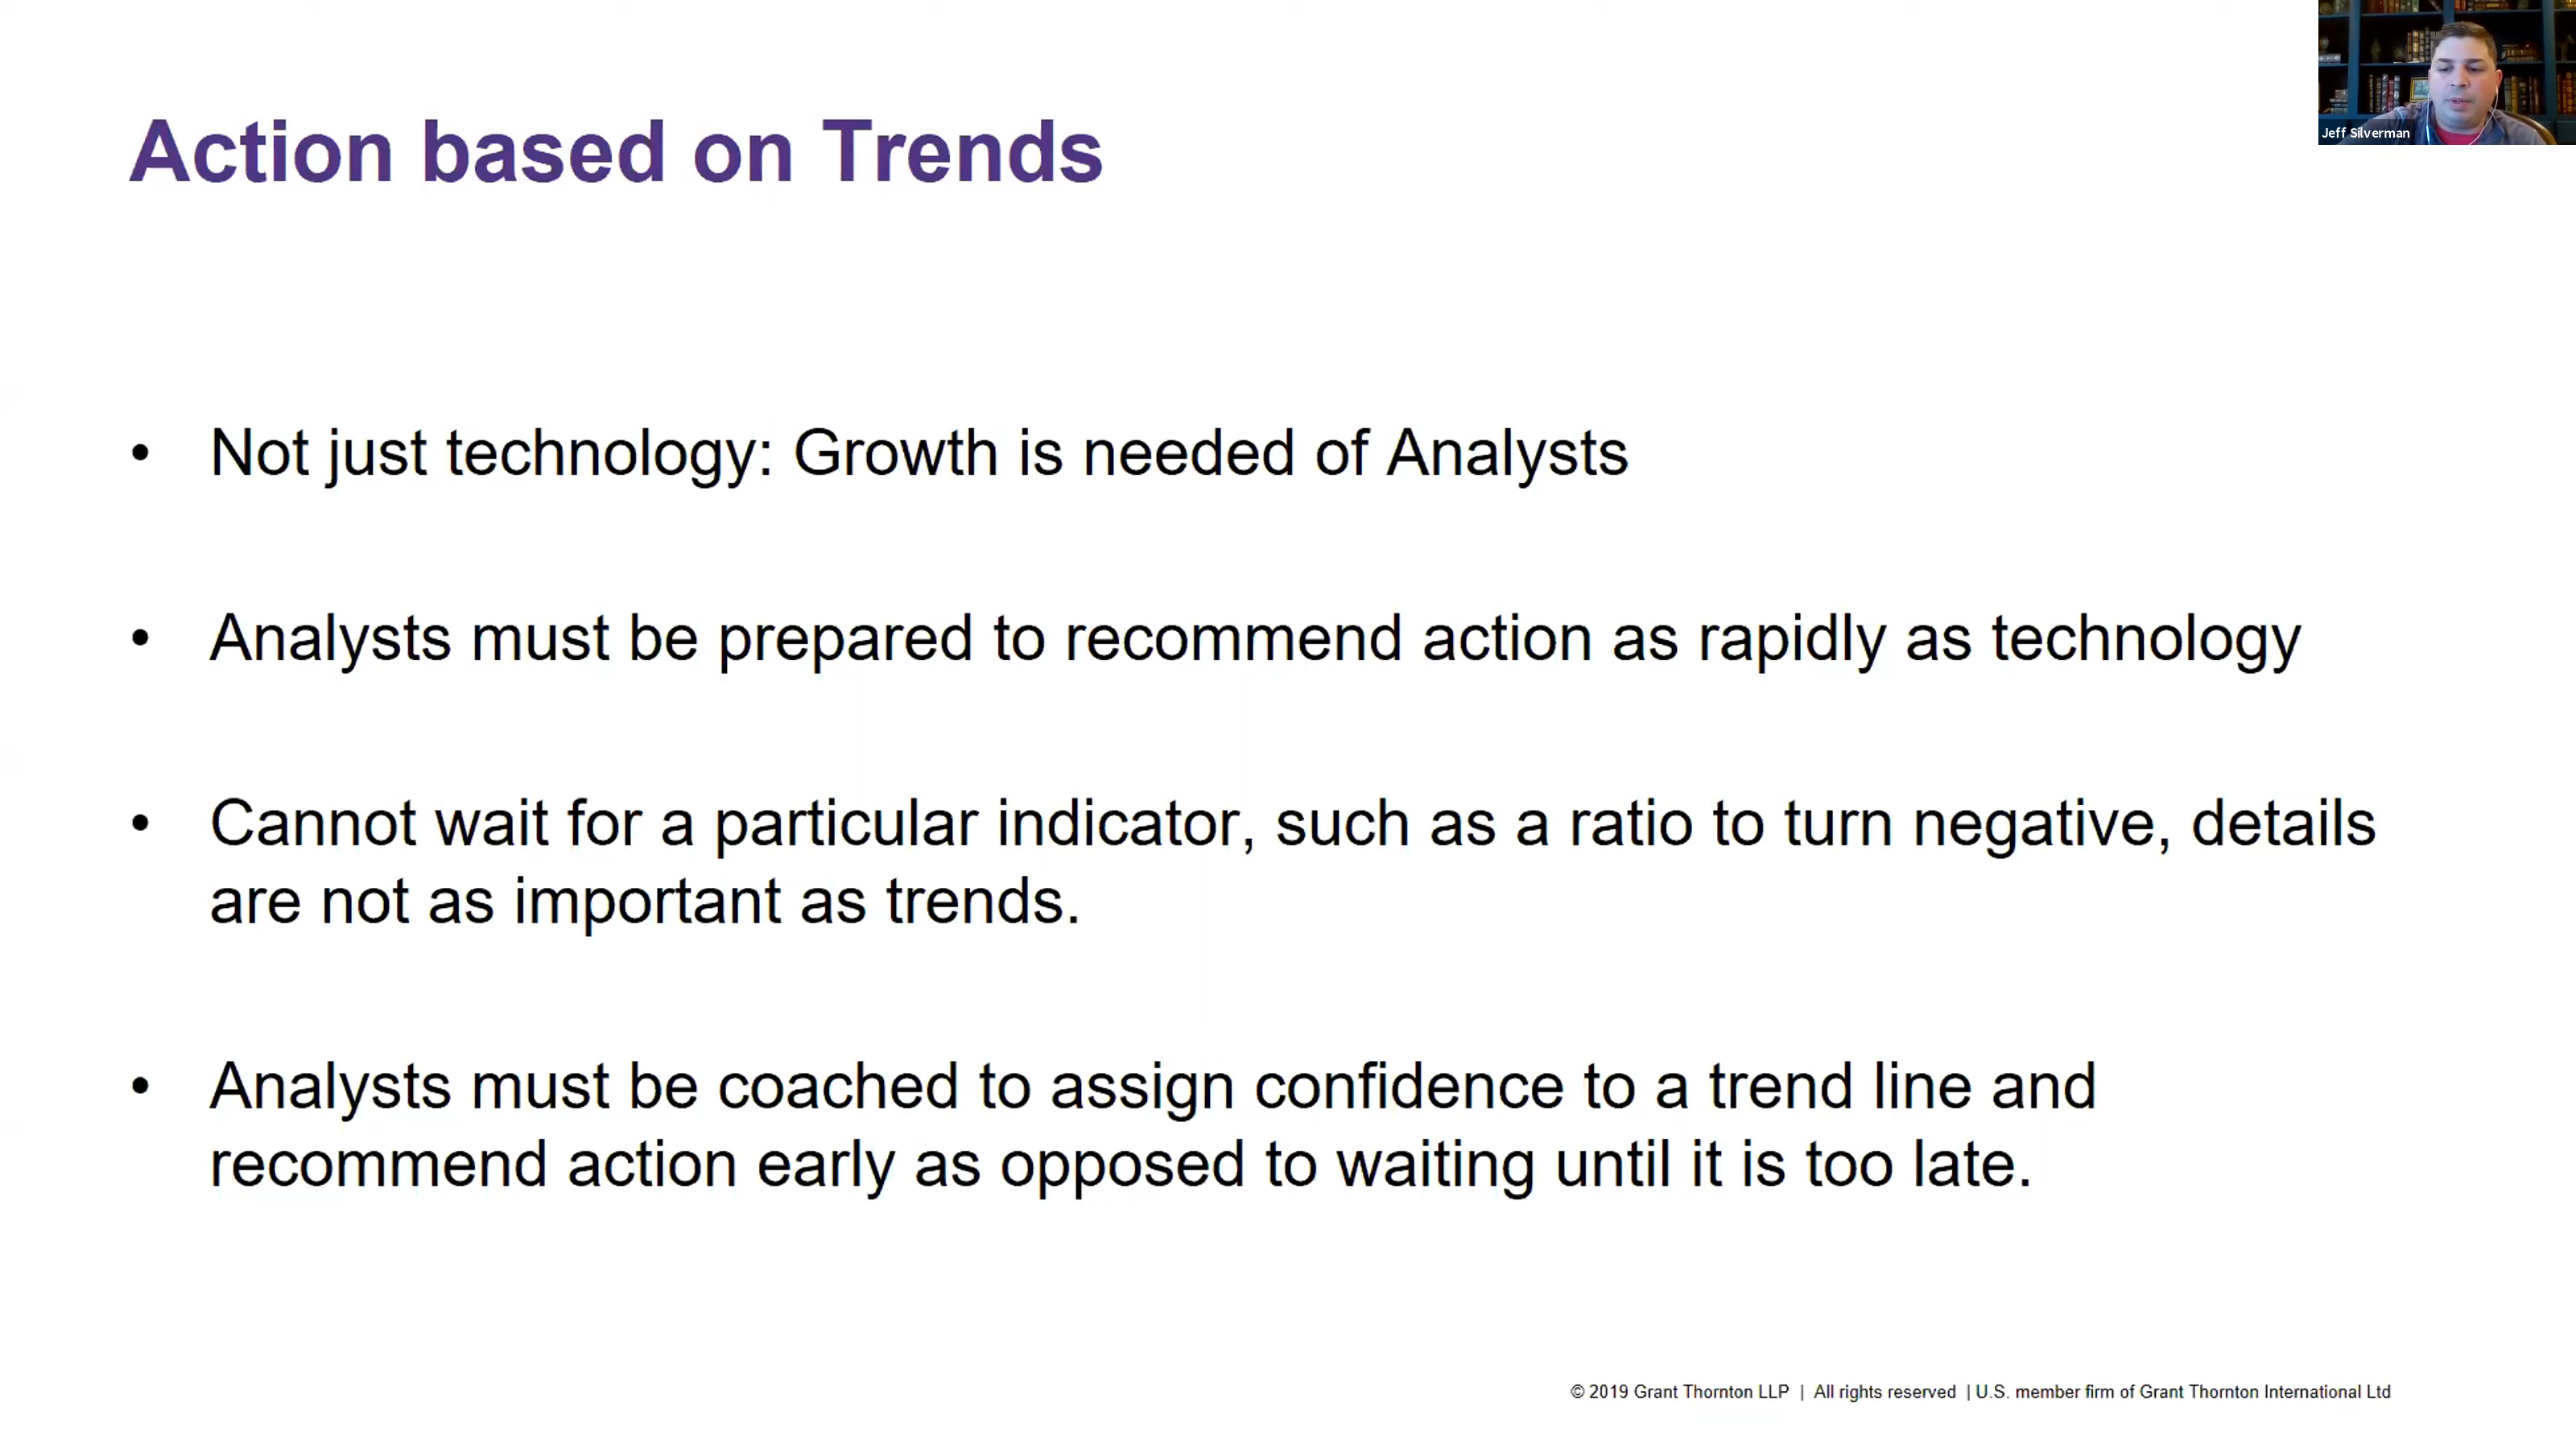 Jeff Silverman
Action based on Trends
• Not just technology: Growth is needed of Analysts
• Analysts must be prepared to recommend action as rapidly as technology
• Cannot wait for a particular indicator, such as a ratio to turn negative, details
are not as important as trends.
• Analysts must be coached to assign confidence to a trend line and
recommend action early as opposed to waiting until it is too late.
© 2019 Grant Thornton LLP | All rights reserved | U.S. member firm of Grant Thornton International Ltd